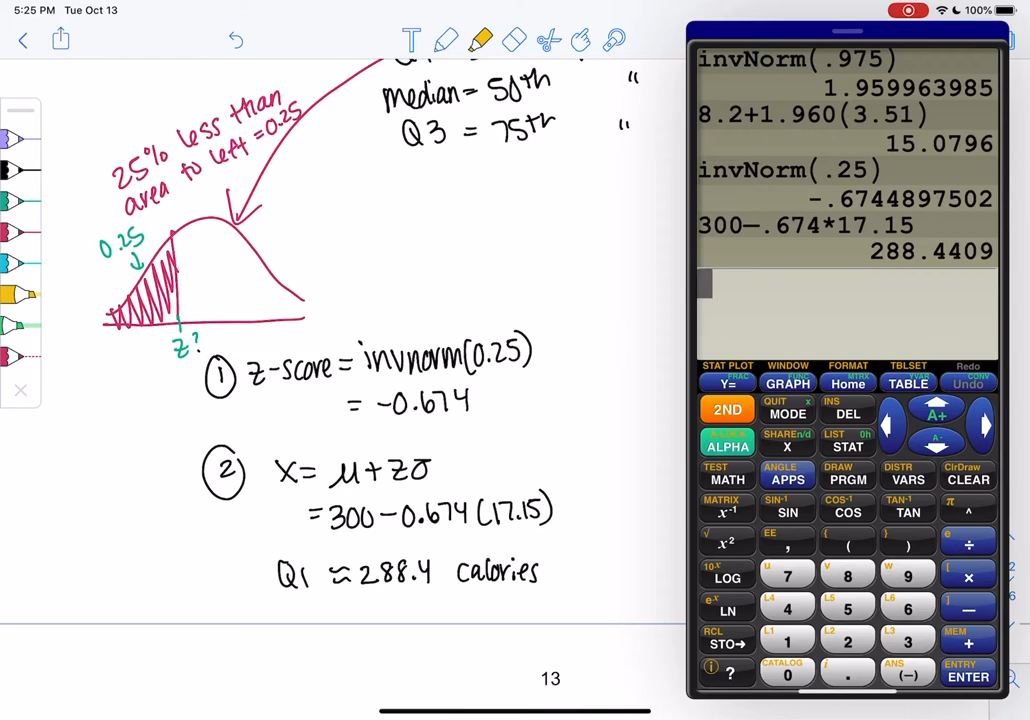 5:25 PM Tue Oct 13
100%
median = 50th "
Q3 = 75th "
25% less than
area to left = 0.25
0.25
z?
① z-score = invnorm(0.25)
= -0.674
② x = μ + zσ
= 300 - 0.674 (17.15)
Q1 ≈ 288.4 calories
13
invNorm(.975)
1.959963985
8.2+1.960(3.51)
15.0796
invNorm(.25)
-.6744897502
300-.674*17.15
288.4409
STAT PLOT WINDOW FORMAT TBLSET Redo
Y= GRAPH Home TABLE Undo
QUIT x INS
2ND MODE DEL A+
SHARE n/d LIST 0h A-
ALPHA X STAT
TEST ANGLE DRAW DISTR ClrDraw
MATH APPS PRGM VARS CLEAR
MATRIX SIN-1 COS-1 TAN-1 π
x-1 SIN COS TAN ^
√ EE { } e
x² , ( ) ÷
10x u v w [
LOG 7 8 9 ×
ex L4 L5 L6 ]
LN 4 5 6 —
RCL L1 L2 L3 MEM
STO→ 1 2 3 +
CATALOG i ANS ENTRY
? 0 . (—) ENTER